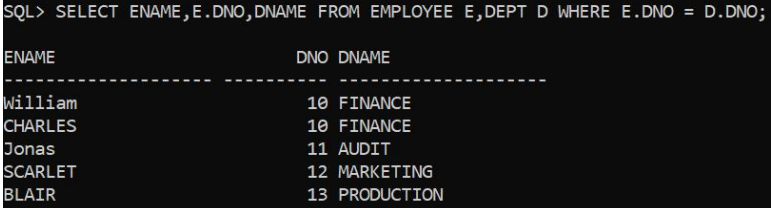 SQL> SELECT ENAME,E.DNO,DNAME FROM EMPLOYEE E,DEPT D WHERE E.DNO = D.DNO;
ENAME DNO DNAME
-------------------- ---------- --------------------
William 10 FINANCE
CHARLES 10 FINANCE
Jonas 11 AUDIT
SCARLET 12 MARKETING
BLAIR 13 PRODUCTION